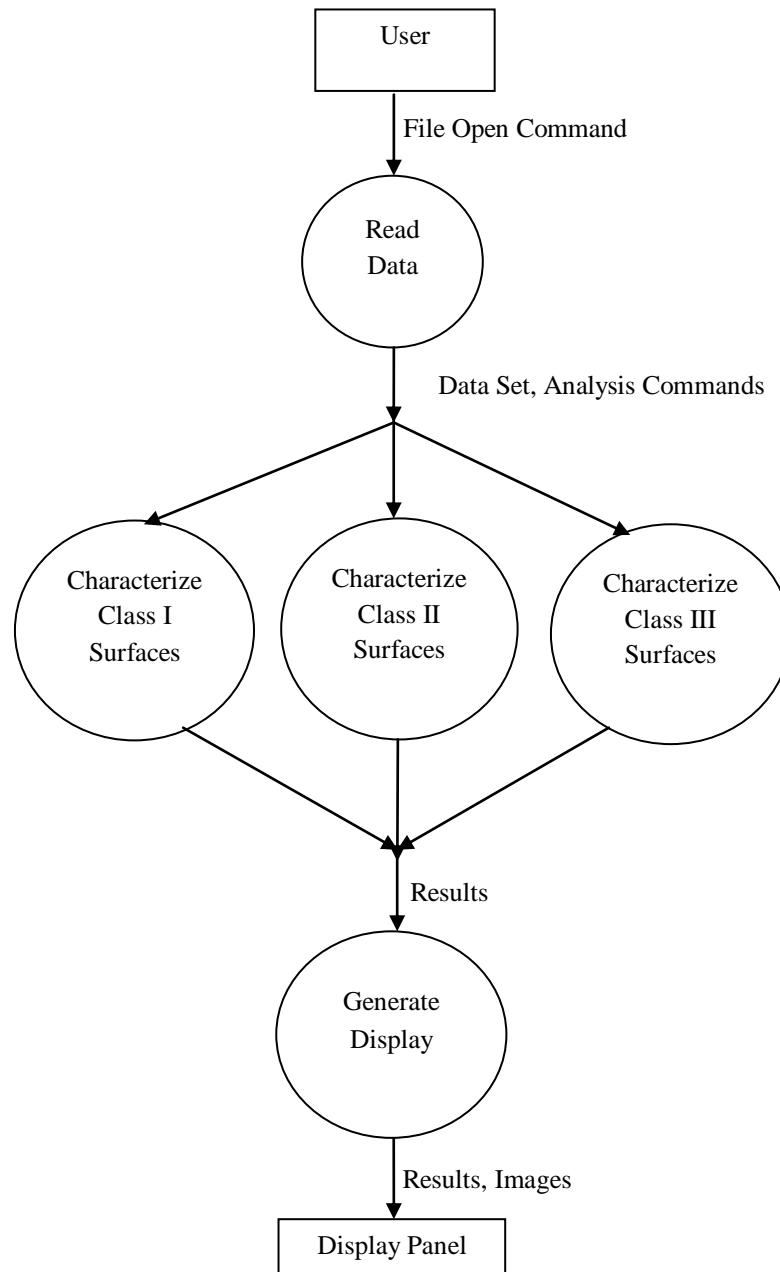 User
File Open Command
Read
Data
Data Set, Analysis Commands
Characterize
Class I
Surfaces
Characterize
Class II
Surfaces
Characterize
Class III
Surfaces
Results
Generate
Display
Results, Images
Display Panel